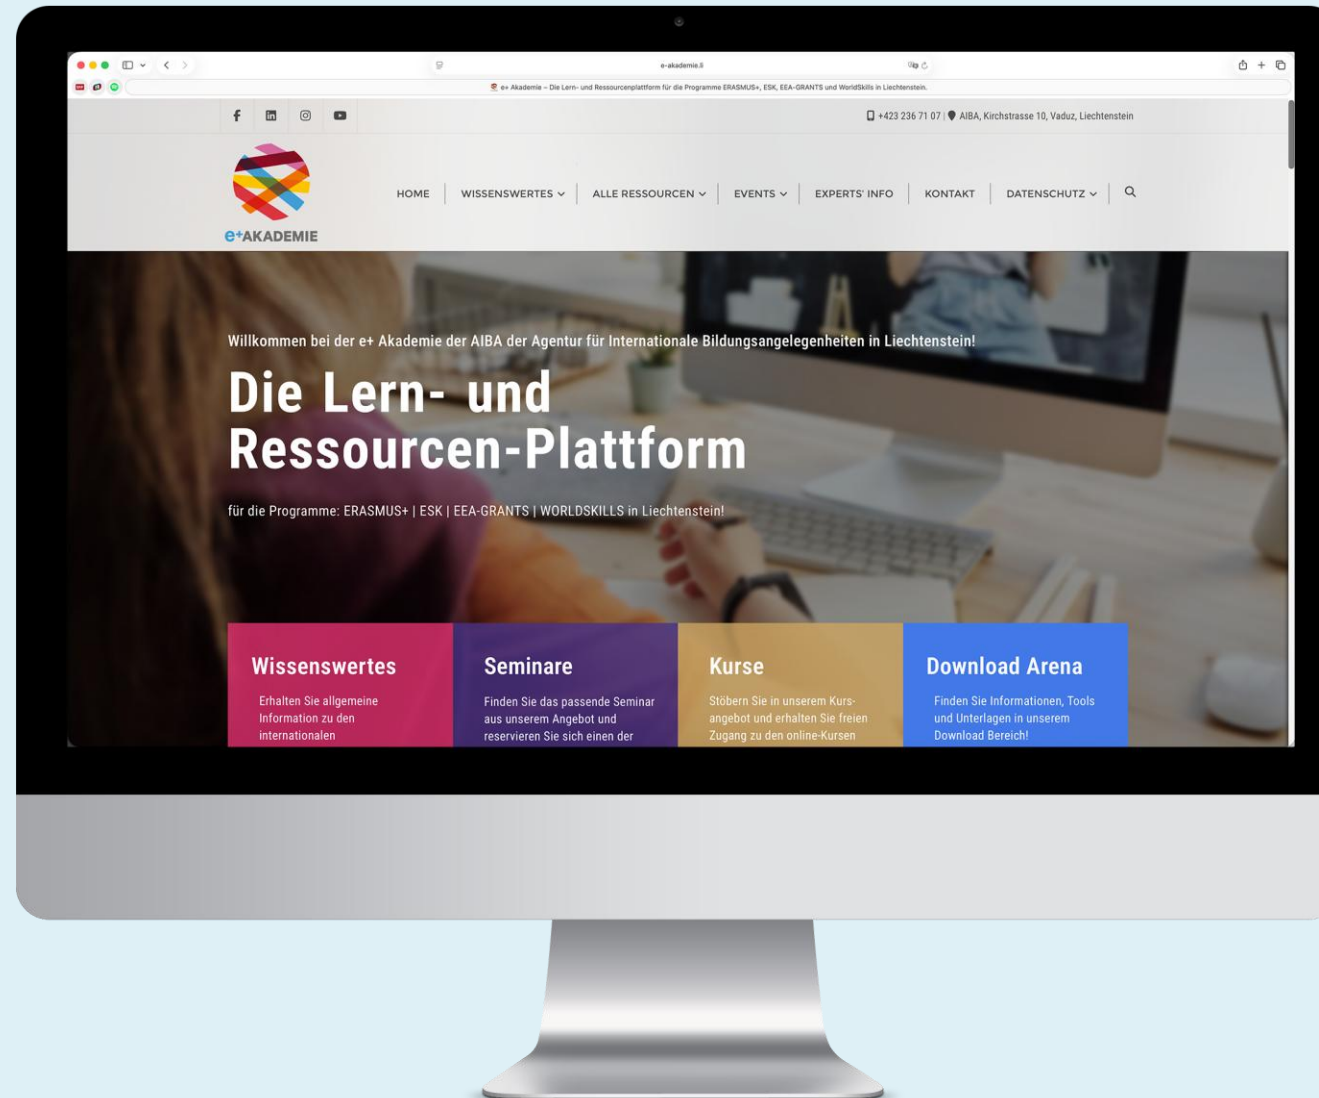 e-akademie.li
e+ Akademie – Die Lern- und Ressourcenplattform für die Programme ERASMUS+, ESK, EEA-GRANTS und WorldSkills in Liechtenstein.
+423 236 71 07 | AIBA, Kirchstrasse 10, Vaduz, Liechtenstein
e+AKADEMIE
HOME | WISSENSWERTES | ALLE RESSOURCEN | EVENTS | EXPERTS' INFO | KONTAKT | DATENSCHUTZ |
Willkommen bei der e+ Akademie der AIBA der Agentur für Internationale Bildungsangelegenheiten in Liechtenstein!
Die Lern- und
Ressourcen-Plattform
für die Programme: ERASMUS+ | ESK | EEA-GRANTS | WORLDSKILLS in Liechtenstein!
Wissenswertes
Erhalten Sie allgemeine
Information zu den
internationalen
Seminare
Finden Sie das passende Seminar
aus unserem Angebot und
reservieren Sie sich einen der
Kurse
Stöbern Sie in unserem Kurs-
angebot und erhalten Sie freien
Zugang zu den online-Kursen
Download Arena
Finden Sie Informationen, Tools
und Unterlagen in unserem
Download Bereich!